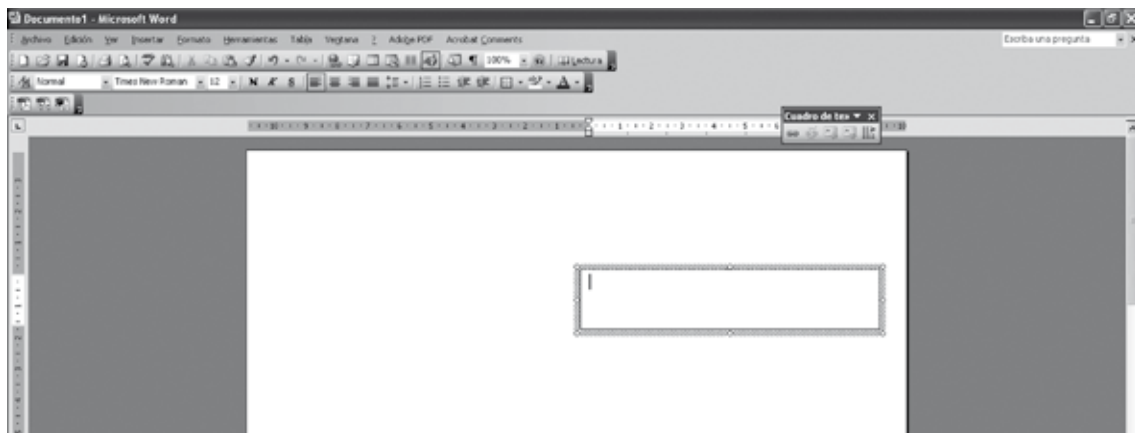 Documento1 - Microsoft Word
Archivo Edición Ver Insertar Formato Herramientas Tabla Ventana ? Adobe PDF Acrobat Comments Escriba una pregunta
100% Lectura
Normal Times New Roman 12 N K S
Cuadro de tex